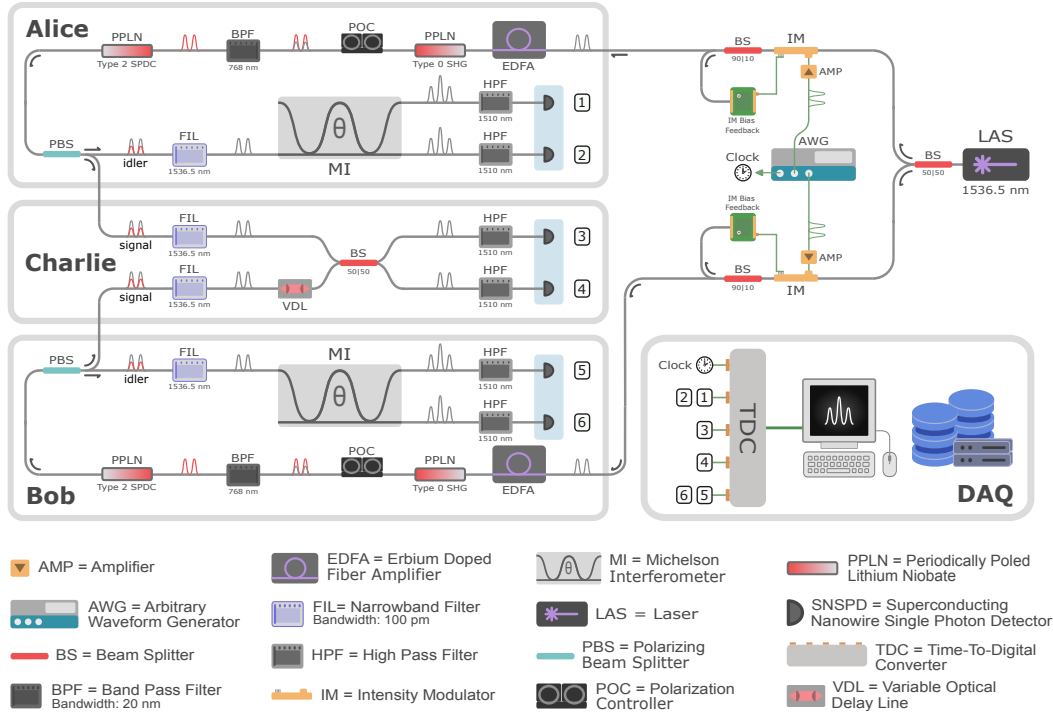 Alice
PPLN
Type 2 SPDC
BPF
768 nm
POC
PPLN
Type 0 SHG
EDFA
HPF
1510 nm
1
PBS
idler
FIL
1536.5 nm
θ
MI
HPF
1510 nm
2
BS
90|10
IM
AMP
IM Bias
Feedback
AWG
Clock
BS
50|50
LAS
1536.5 nm
IM Bias
Feedback
AMP
BS
90|10
IM
Charlie
signal
FIL
1536.5 nm
BS
50|50
HPF
1510 nm
3
signal
FIL
1536.5 nm
VDL
HPF
1510 nm
4
PBS
idler
FIL
1536.5 nm
MI
θ
HPF
1510 nm
5
HPF
1510 nm
6
Bob
PPLN
Type 2 SPDC
BPF
768 nm
POC
PPLN
Type 0 SHG
EDFA
Clock
2 1
3
4
6 5
TDC
DAQ
AMP = Amplifier
EDFA = Erbium Doped
Fiber Amplifier
MI = Michelson
Interferometer
PPLN = Periodically Poled
Lithium Niobate
AWG = Arbitrary
Waveform Generator
FIL= Narrowband Filter
Bandwidth: 100 pm
LAS = Laser
SNSPD = Superconducting
Nanowire Single Photon Detector
BS = Beam Splitter
HPF = High Pass Filter
PBS = Polarizing
Beam Splitter
TDC = Time-To-Digital
Converter
BPF = Band Pass Filter
Bandwidth: 20 nm
IM = Intensity Modulator
POC = Polarization
Controller
VDL = Variable Optical
Delay Line